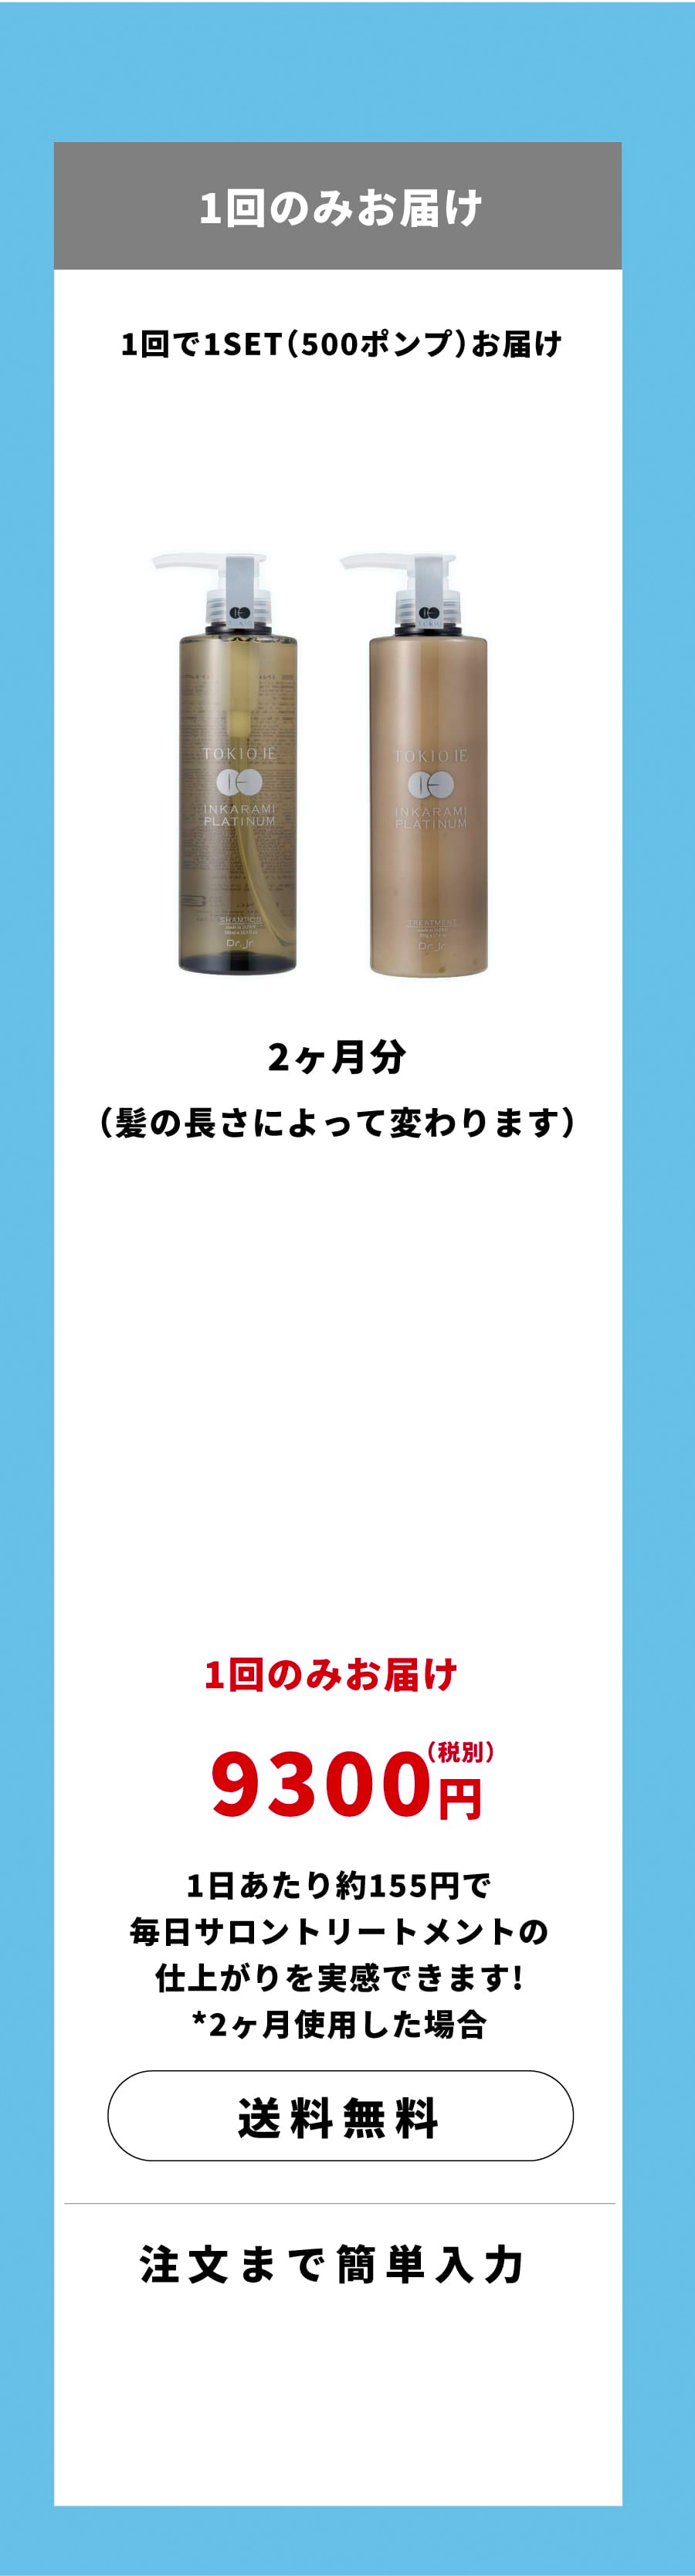 1回のみお届け
1回で1SET（500ポンプ）お届け
TOKIO IE
INKARAMI
PLATINUM
SHAMPOO
Dr.Jr.
TOKIO IE
INKARAMI
PLATINUM
TREATMENT
Dr.Jr.
2ヶ月分
（髪の長さによって変わります）
1回のみお届け
9300円（税別）
1日あたり約155円で
毎日サロントリートメントの
仕上がりを実感できます!
*2ヶ月使用した場合
送料無料
注文まで簡単入力